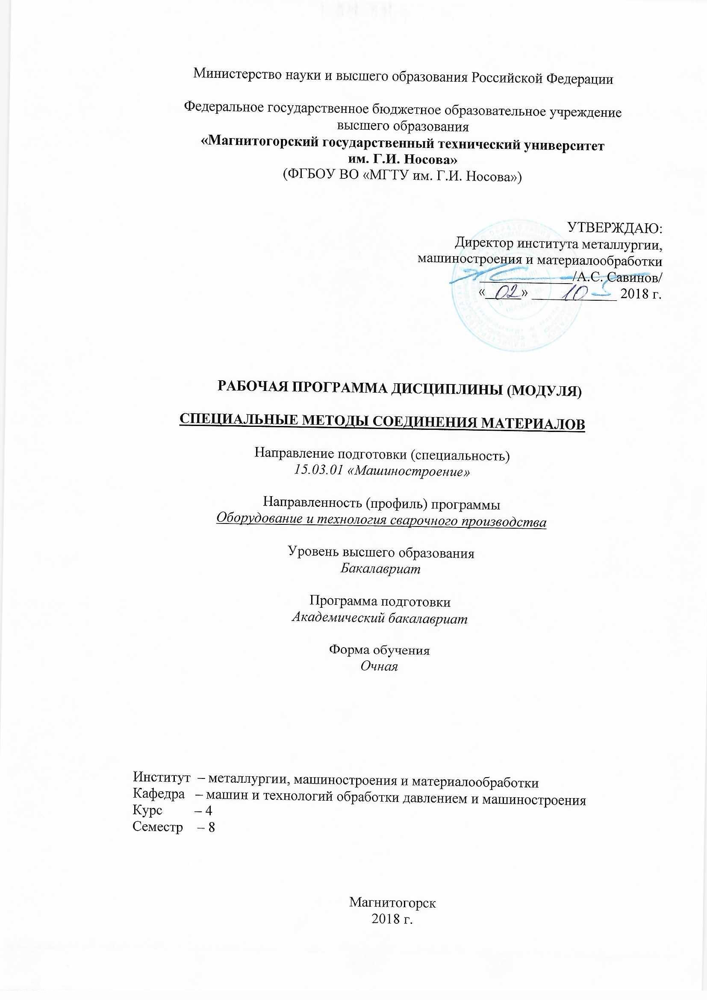 Министерство науки и высшего образования Российской Федерации
Федеральное государственное бюджетное образовательное учреждение
высшего образования
«Магнитогорский государственный технический университет
им. Г.И. Носова»
(ФГБОУ ВО «МГТУ им. Г.И. Носова»)
УТВЕРЖДАЮ:
Директор института металлургии,
машиностроения и материалообработки
/А.С. Савинов/
«02» 10 2018 г.
РАБОЧАЯ ПРОГРАММА ДИСЦИПЛИНЫ (МОДУЛЯ)
СПЕЦИАЛЬНЫЕ МЕТОДЫ СОЕДИНЕНИЯ МАТЕРИАЛОВ
Направление подготовки (специальность)
15.03.01 «Машиностроение»
Направленность (профиль) программы
Оборудование и технология сварочного производства
Уровень высшего образования
Бакалавриат
Программа подготовки
Академический бакалавриат
Форма обучения
Очная
Институт – металлургии, машиностроения и материалообработки
Кафедра – машин и технологий обработки давлением и машиностроения
Курс – 4
Семестр – 8
Магнитогорск
2018 г.